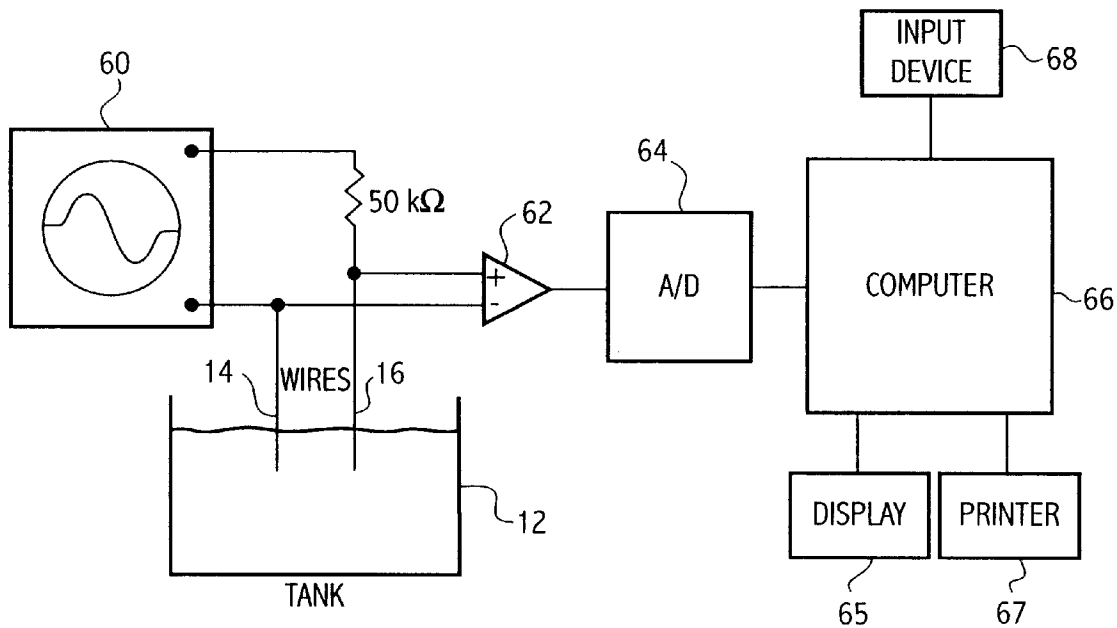 60
INPUT
DEVICE
68
50 kΩ
62
+
-
64
A/D
COMPUTER
66
14
WIRES
16
12
TANK
DISPLAY
PRINTER
65
67